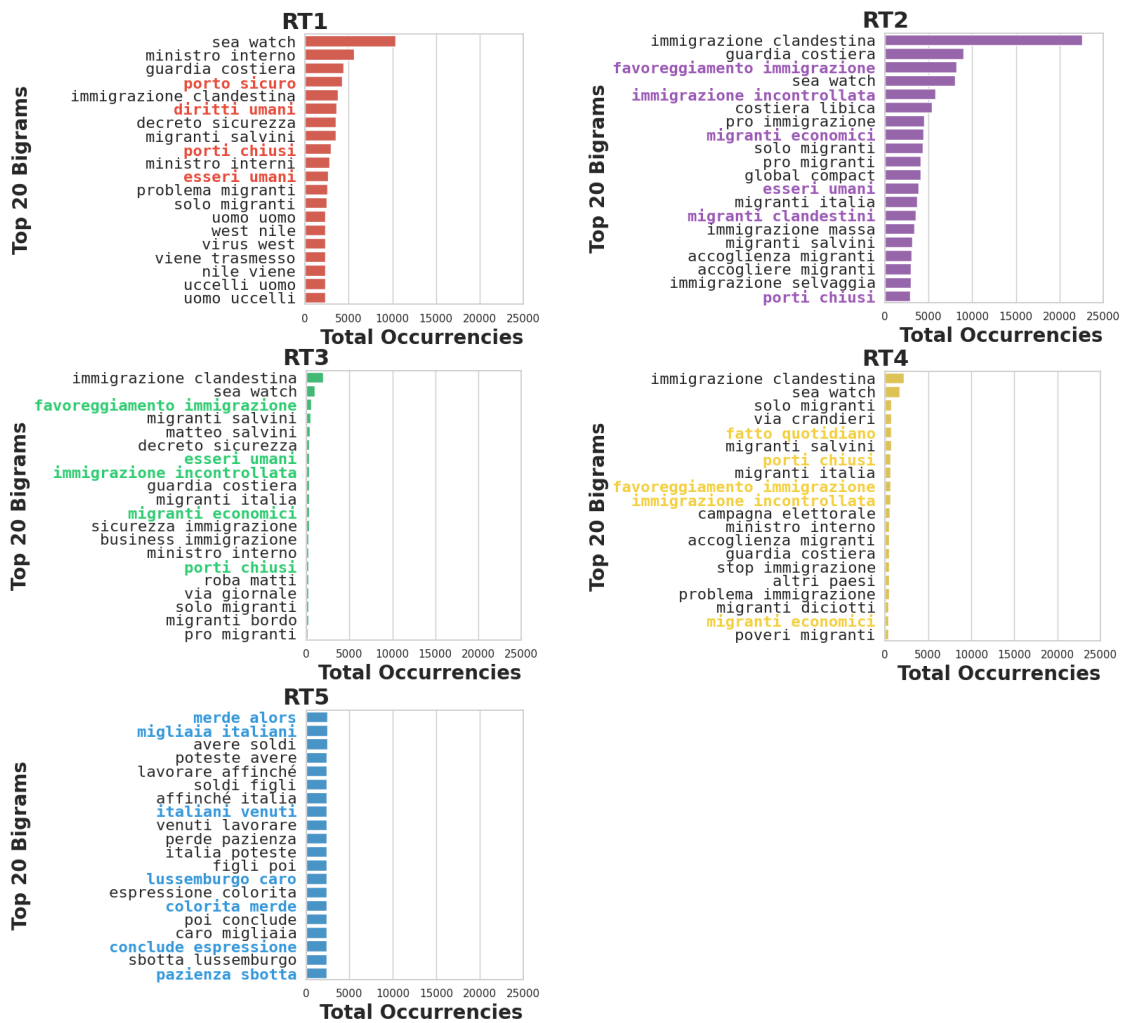 RT1
Top 20 Bigrams
sea watch
ministro interno
guardia costiera
porto sicuro
immigrazione clandestina
diritti umani
decreto sicurezza
migranti salvini
porti chiusi
ministro interni
esseri umani
problema migranti
solo migranti
uomo uomo
west nile
virus west
viene trasmesso
nile viene
uccelli uomo
uomo uccelli
0 5000 10000 15000 20000 25000
Total Occurrencies
RT2
Top 20 Bigrams
immigrazione clandestina
guardia costiera
favoreggiamento immigrazione
sea watch
immigrazione incontrollata
costiera libica
pro immigrazione
migranti economici
solo migranti
pro migranti
global compact
esseri umani
migranti italia
migranti clandestini
immigrazione massa
migranti salvini
accoglienza migranti
accogliere migranti
immigrazione selvaggia
porti chiusi
0 5000 10000 15000 20000 25000
Total Occurrencies
RT3
Top 20 Bigrams
immigrazione clandestina
sea watch
favoreggiamento immigrazione
migranti salvini
matteo salvini
decreto sicurezza
esseri umani
immigrazione incontrollata
guardia costiera
migranti italia
migranti economici
sicurezza immigrazione
business immigrazione
ministro interno
porti chiusi
roba matti
via giornale
solo migranti
migranti bordo
pro migranti
0 5000 10000 15000 20000 25000
Total Occurrencies
RT4
Top 20 Bigrams
immigrazione clandestina
sea watch
solo migranti
via crandieri
fatto quotidiano
migranti salvini
porti chiusi
migranti italia
favoreggiamento immigrazione
immigrazione incontrollata
campagna elettorale
ministro interno
accoglienza migranti
guardia costiera
stop immigrazione
altri paesi
problema immigrazione
migranti diciotti
migranti economici
poveri migranti
0 5000 10000 15000 20000 25000
Total Occurrencies
RT5
Top 20 Bigrams
merde alors
migliaia italiani
avere soldi
poteste avere
lavorare affinché
soldi figli
affinché italia
italiani venuti
venuti lavorare
perde pazienza
italia poteste
figli poi
lussemburgo caro
espressione colorita
colorita merde
poi conclude
caro migliaia
conclude espressione
sbotta lussemburgo
pazienza sbotta
0 5000 10000 15000 20000 25000
Total Occurrencies